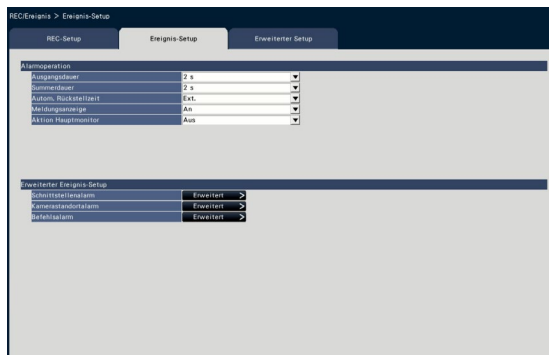 REC/Ereignis > Ereignis-Setup
REC-Setup Ereignis-Setup Erweiterter Setup
Alarmoperation
Ausgangsdauer 2 s
Summerdauer 2 s
Autom. Rückstellzeit Ext.
Meldungsanzeige An
Aktion Hauptmonitor Aus
Erweiterter Ereignis-Setup
Schnittstellenalarm Erweitert >
Kamerastandortalarm Erweitert >
Befehlsalarm Erweitert >